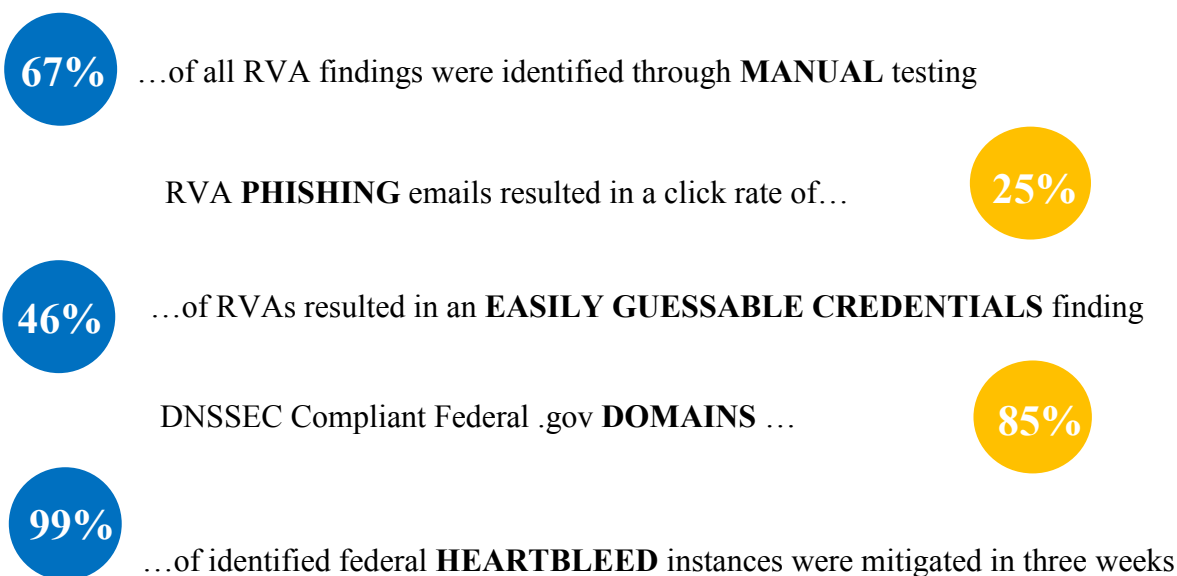 67% …of all RVA findings were identified through MANUAL testing
RVA PHISHING emails resulted in a click rate of… 25%
46% …of RVAs resulted in an EASILY GUESSABLE CREDENTIALS finding
DNSSEC Compliant Federal .gov DOMAINS … 85%
99%
…of identified federal HEARTBLEED instances were mitigated in three weeks